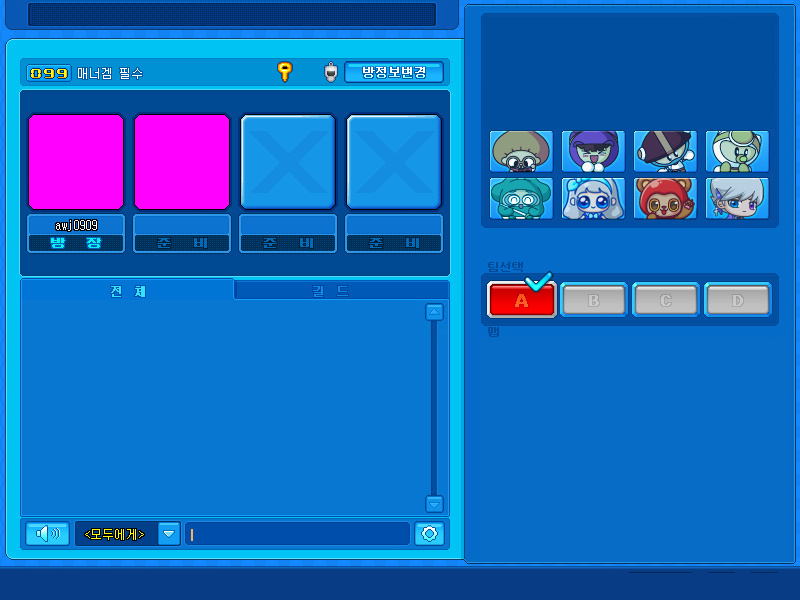 099 매너겜 필수
방정보변경
awj0909
방 장
준 비
준 비
준 비
전 체
길 드
팀선택
A
B
C
D
맵
<모두에게>